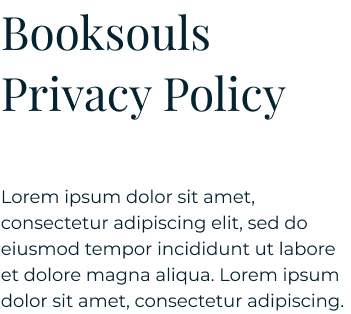 Booksouls
Privacy Policy
Lorem ipsum dolor sit amet,
consectetur adipiscing elit, sed do
eiusmod tempor incididunt ut labore
et dolore magna aliqua. Lorem ipsum
dolor sit amet, consectetur adipiscing.